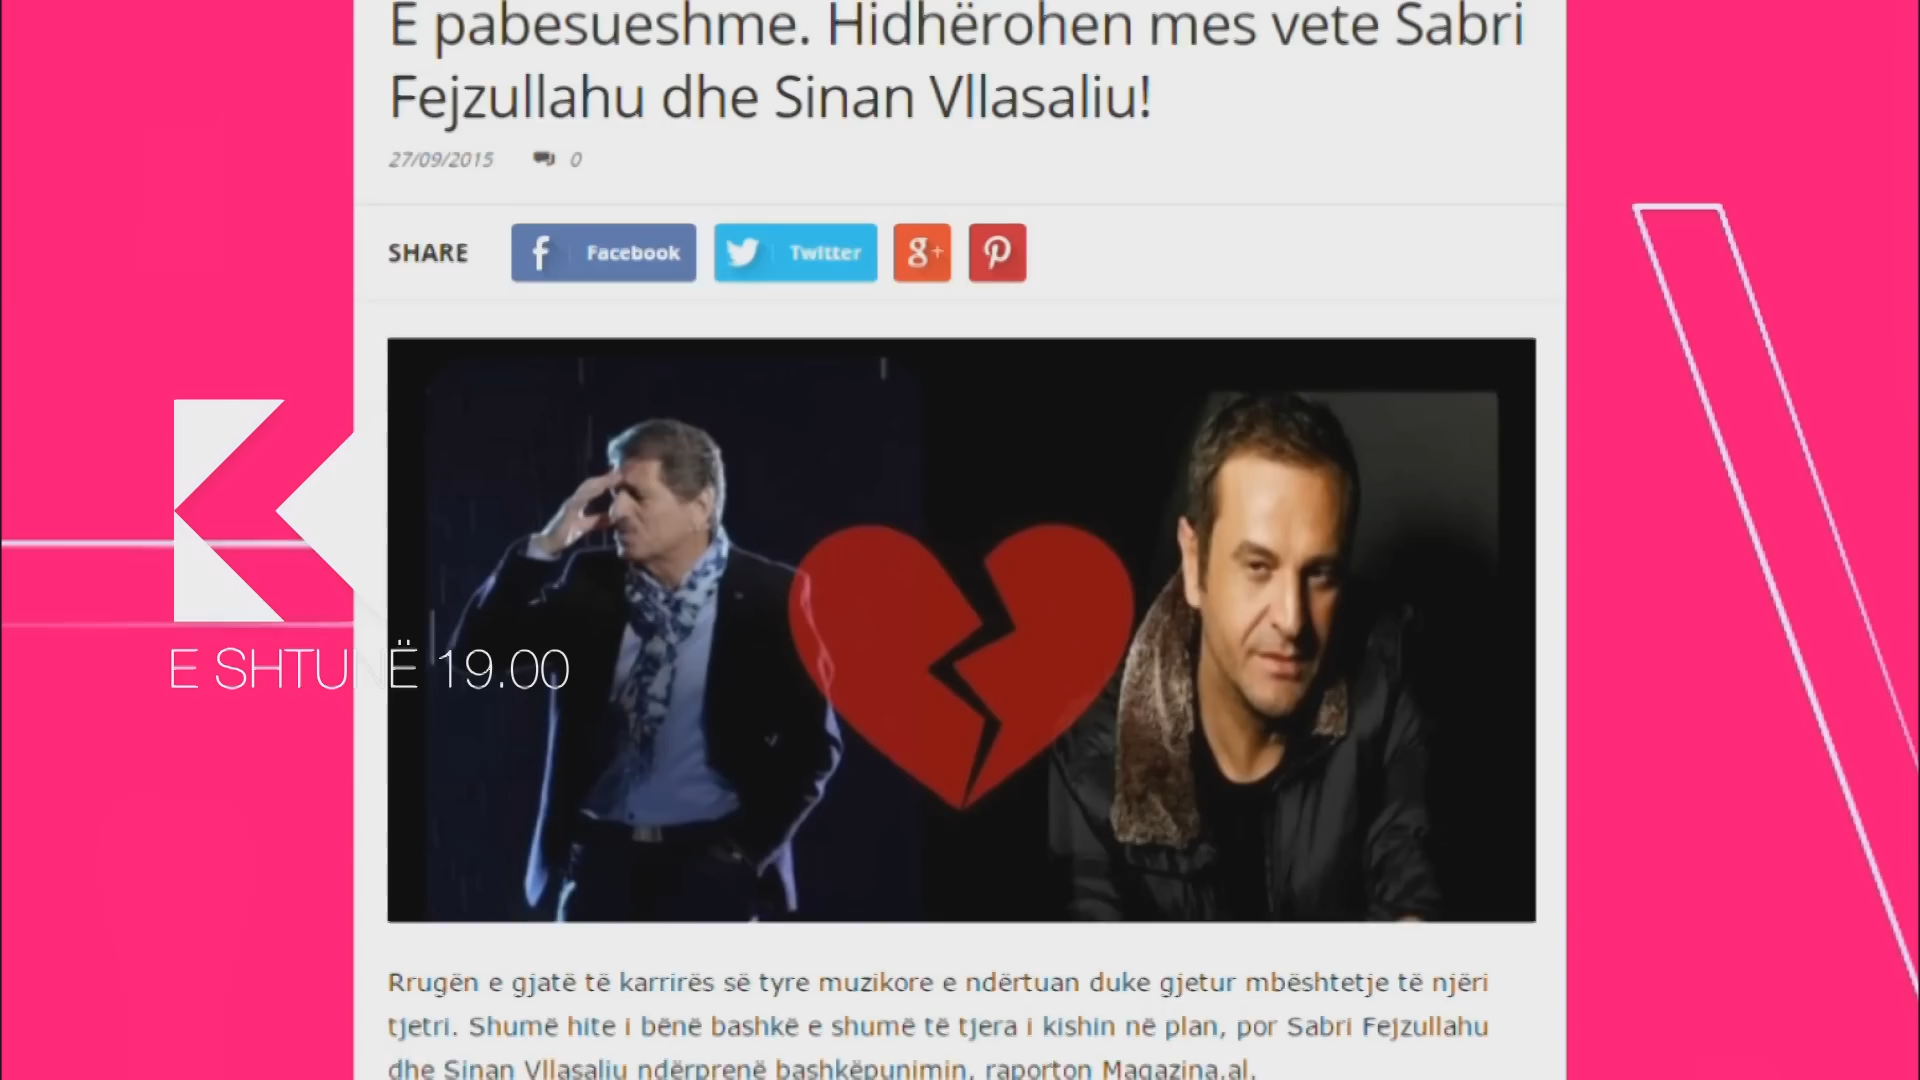 E pabesueshme. Hidhërohen mes vete Sabri
Fejzullahu dhe Sinan Vllasaliu!
27/09/2015 0
SHARE Facebook Twitter g+
E SHTUNË 19.00
Rrugën e gjatë të karrirës së tyre muzikore e ndërtuan duke gjetur mbështetje të njëri
tjetri. Shumë hite i bënë bashkë e shumë të tjera i kishin në plan, por Sabri Fejzullahu
dhe Sinan Vllasaliu ndërprenë bashkëpunimin, raporton Magazina.al.